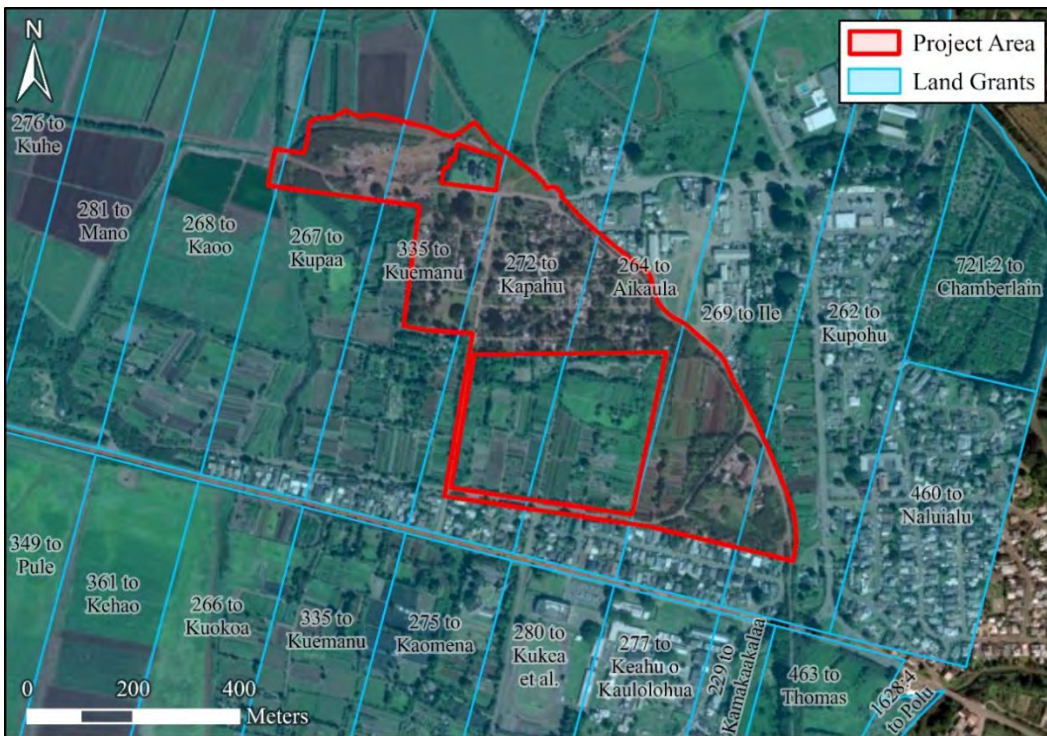 Project Area
Land Grants
N
276 to
Kuhe
281 to
Mano
268 to
Kaoo
267 to
Kupaa
335 to
Kuemanu
272 to
Kapahu
264 to
Aikaula
269 to Ile
262 to
Kupohu
721:2 to
Chamberlain
460 to
Naluialu
349 to
Pule
361 to
Kehao
266 to
Kuokoa
335 to
Kuemanu
275 to
Kaomena
280 to
Kukea
et al.
277 to
Keahu o
Kaulolohua
229 to
Kamakaakalaa
463 to
Thomas
1628:4
to Polu
0 200 400
Meters